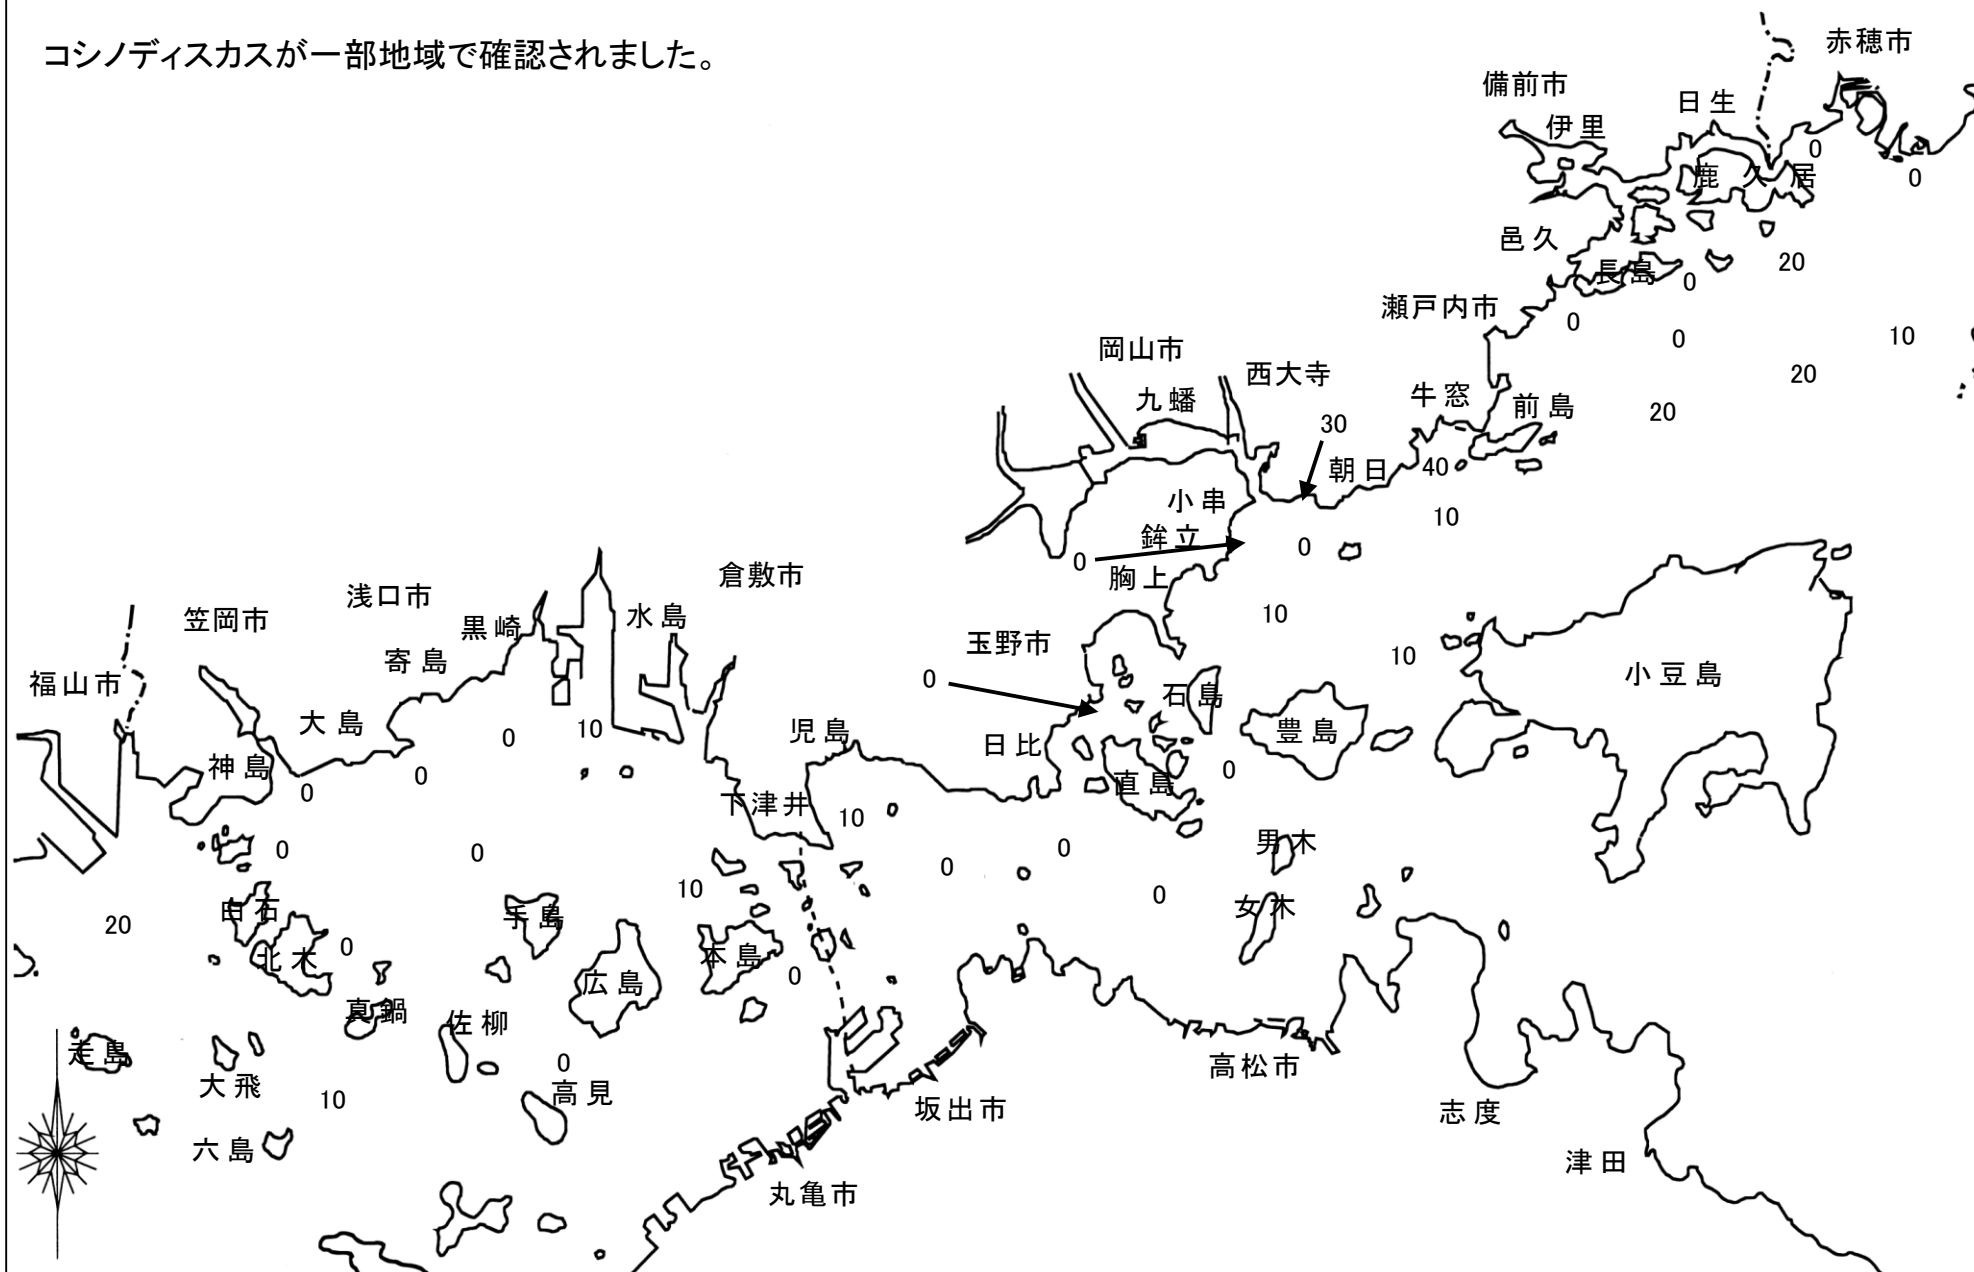 コシノディスカスが一部地域で確認されました。
赤穂市
備前市
日生
伊里
0
鹿久居
0
邑久
20
長島
0
瀬戸内市
0
0
10
岡山市
西大寺
20
九蟠
牛窓
前島
20
30
朝日
40
小串
10
鉾立
0
0
胸上
倉敷市
浅口市
笠岡市
水島
黒崎
10
玉野市
10
寄島
小豆島
福山市
0
石島
大島
10
児島
豊島
0
日比
神島
0
0
直島
0
下津井
10
男木
0
0
0
0
10
0
女木
白石
手島
20
0
本島
北木
0
広島
真鍋
佐柳
走島
0
高松市
大飛
高見
10
坂出市
志度
六島
津田
丸亀市